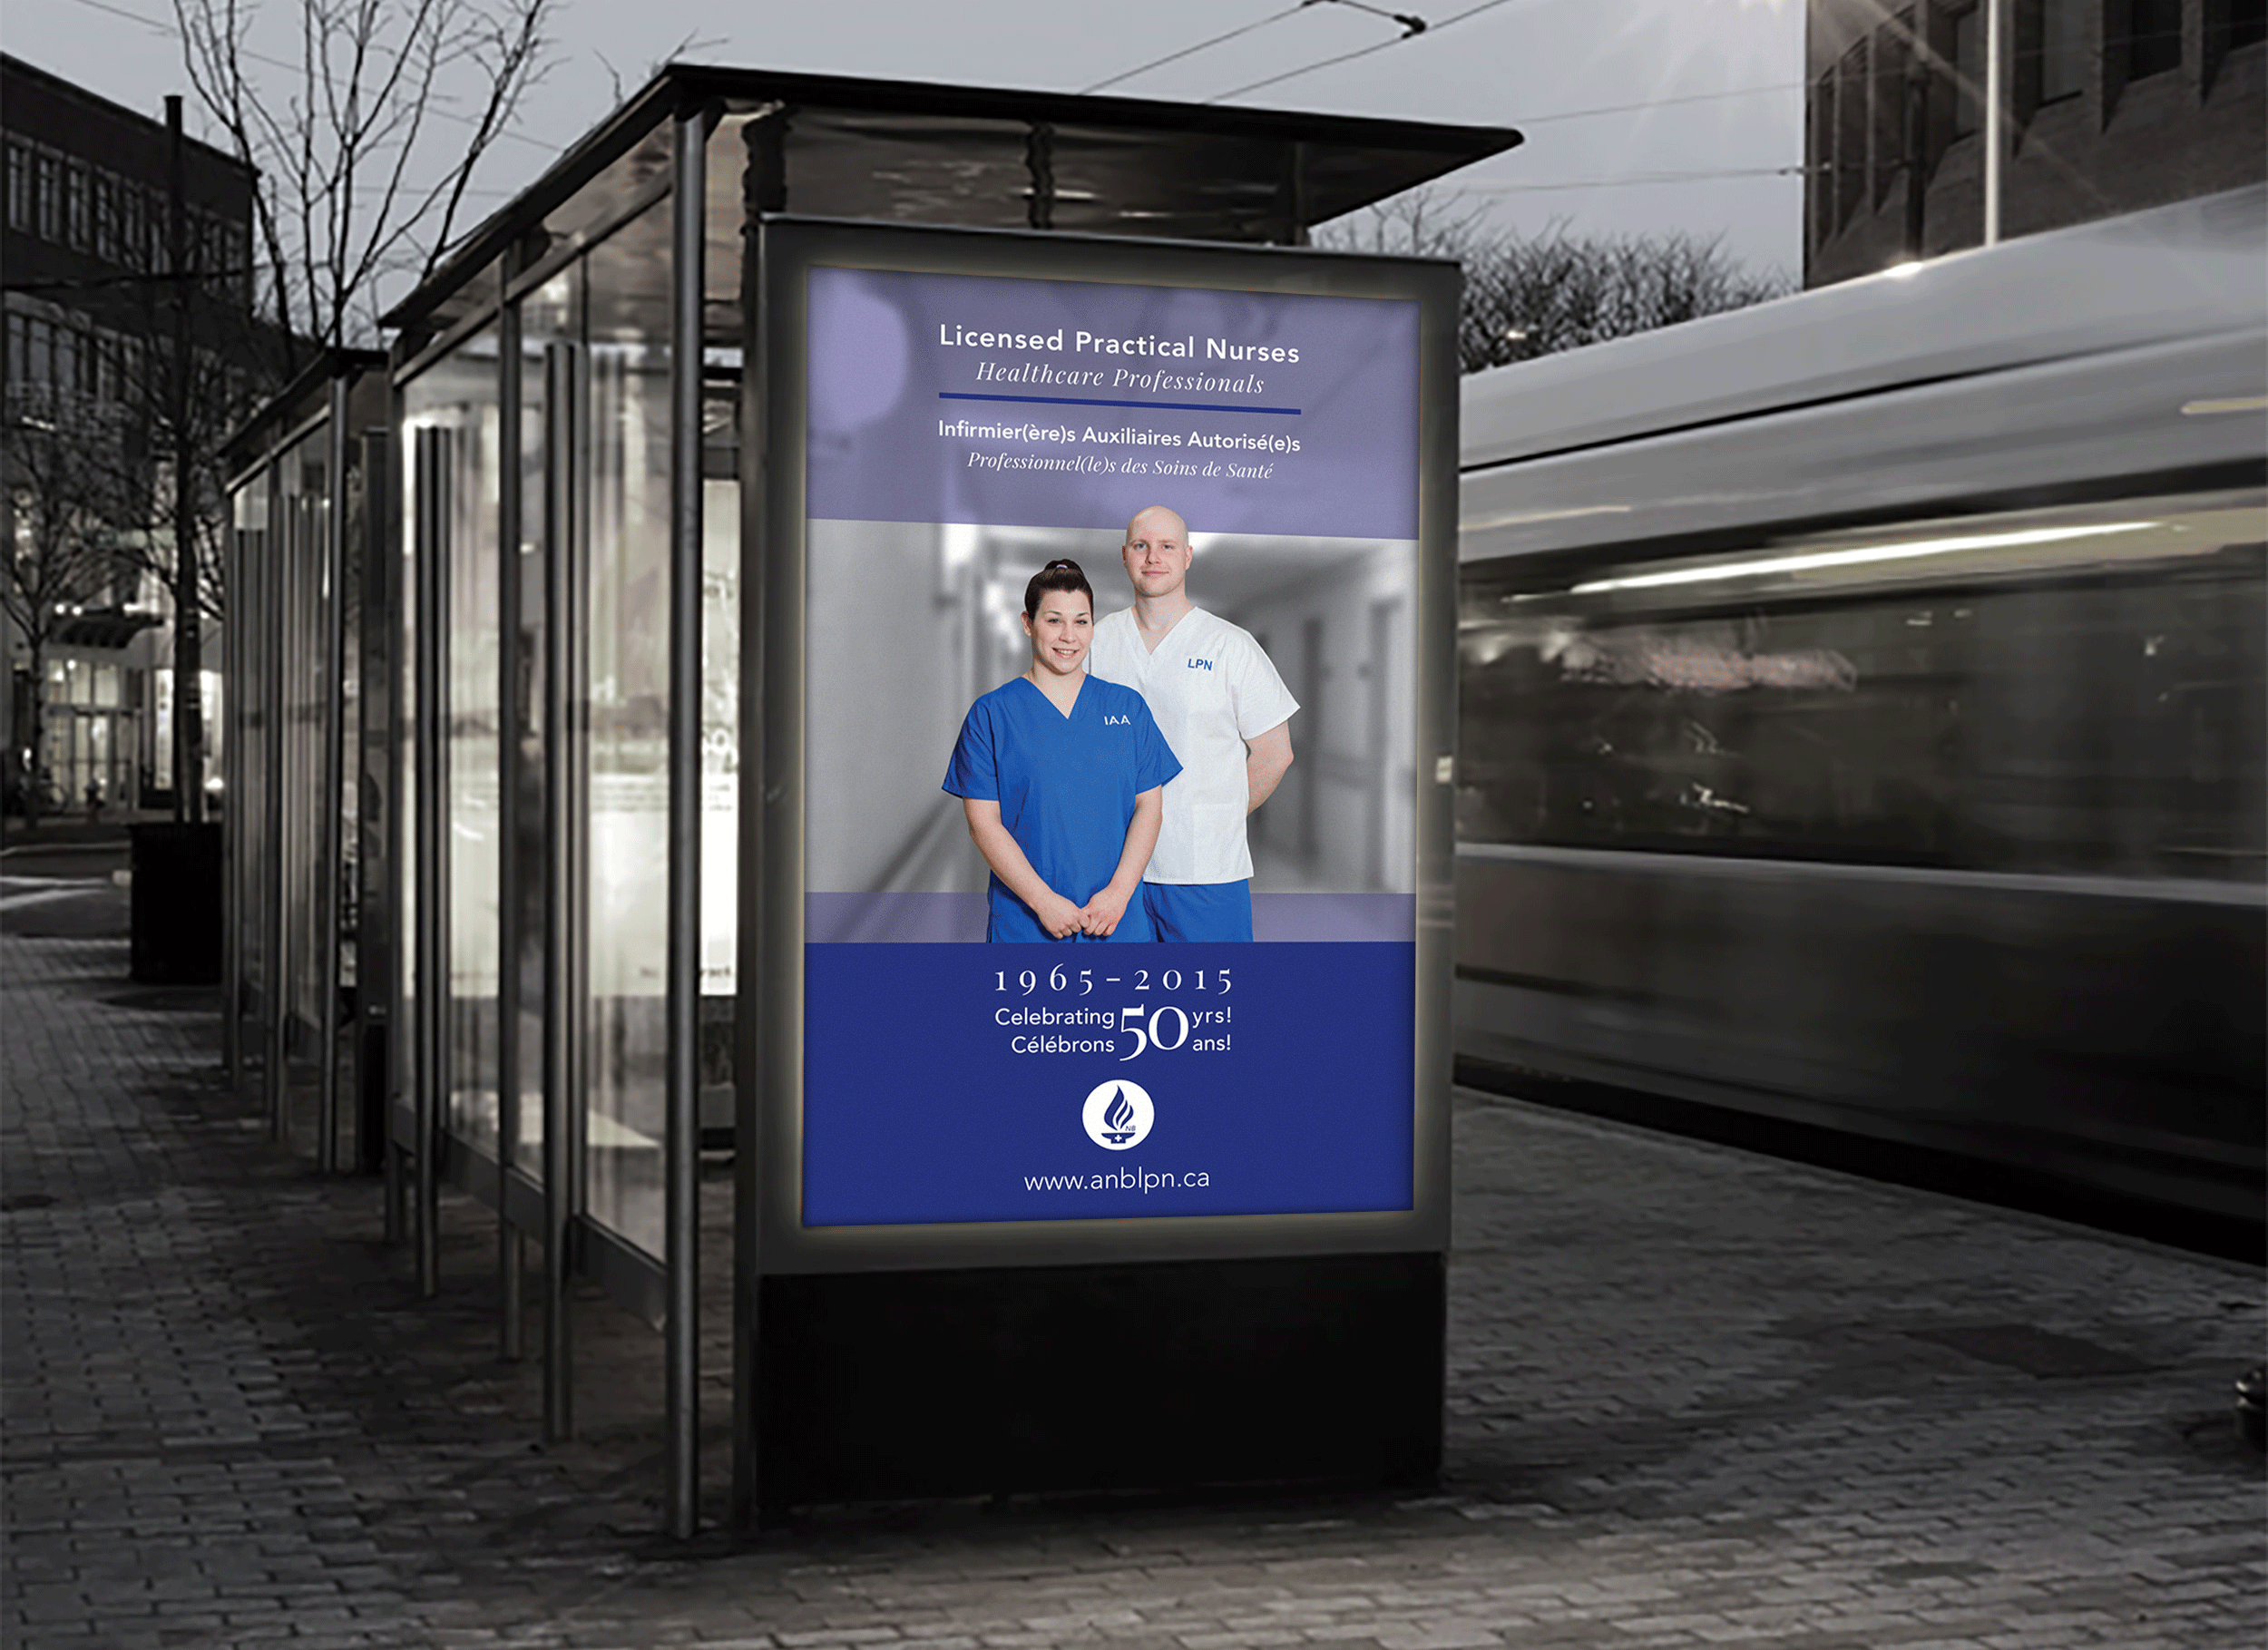 Licensed Practical Nurses
Healthcare Professionals
Infirmier(ère)s Auxiliaires Autorisé(e)s
Professionnel(le)s des Soins de Santé
LPN
IAA
1965-2015
Celebrating 50 yrs!
Célébrons ans!
NB
www.anblpn.ca